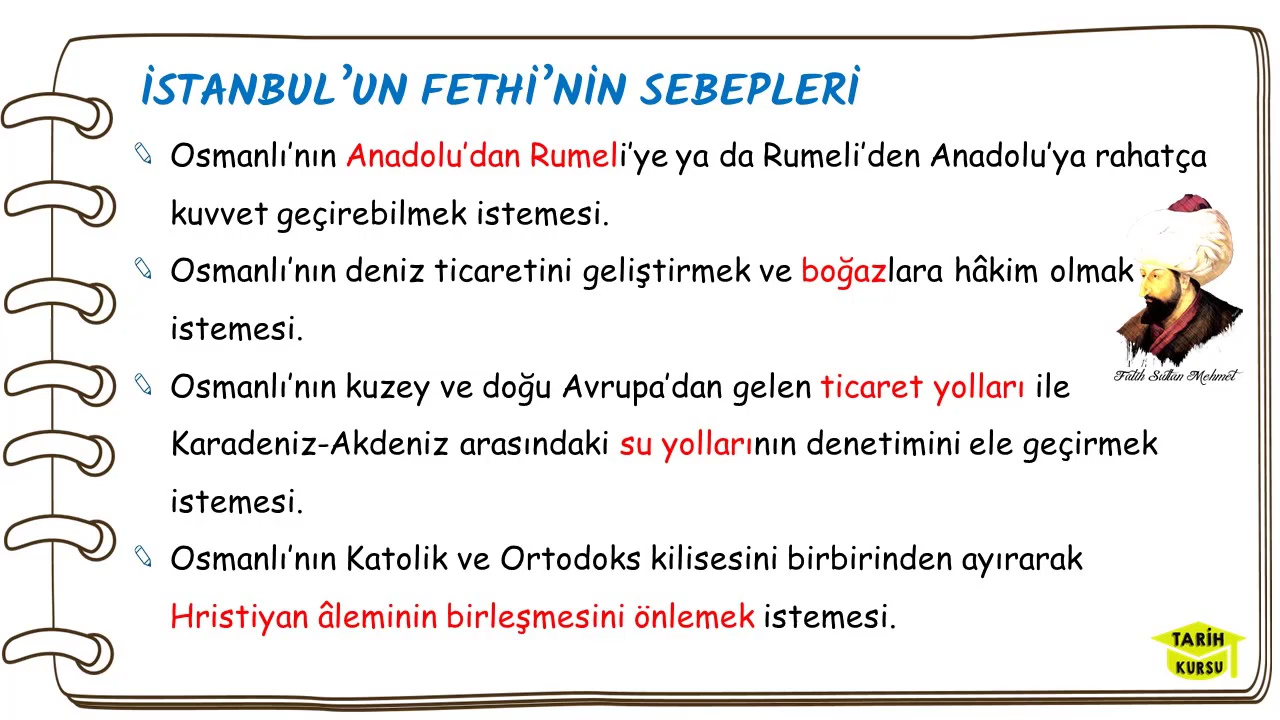 İSTANBUL’UN FETHİ’NİN SEBEPLERİ
Osmanlı’nın Anadolu’dan Rumeli’ye ya da Rumeli’den Anadolu’ya rahatça
kuvvet geçirebilmek istemesi.
Osmanlı’nın deniz ticaretini geliştirmek ve boğazlara hâkim olmak
istemesi.
Osmanlı’nın kuzey ve doğu Avrupa’dan gelen ticaret yolları ile
Karadeniz-Akdeniz arasındaki su yollarının denetimini ele geçirmek
istemesi.
Osmanlı’nın Katolik ve Ortodoks kilisesini birbirinden ayırarak
Hristiyan âleminin birleşmesini önlemek istemesi.
Fatih Sultan Mehmet
TARİH
KURSU